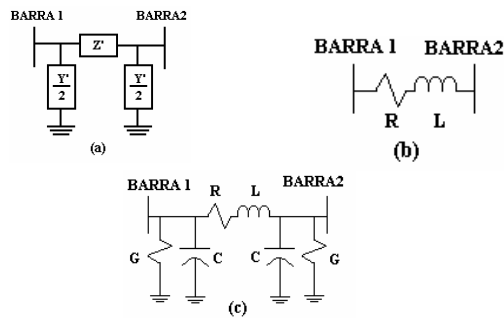 BARRA 1 BARRA2
Z'
Y'
2
Y'
2
(a)
BARRA 1 BARRA2
R L
(b)
BARRA 1 R L BARRA2
G C C G
(c)